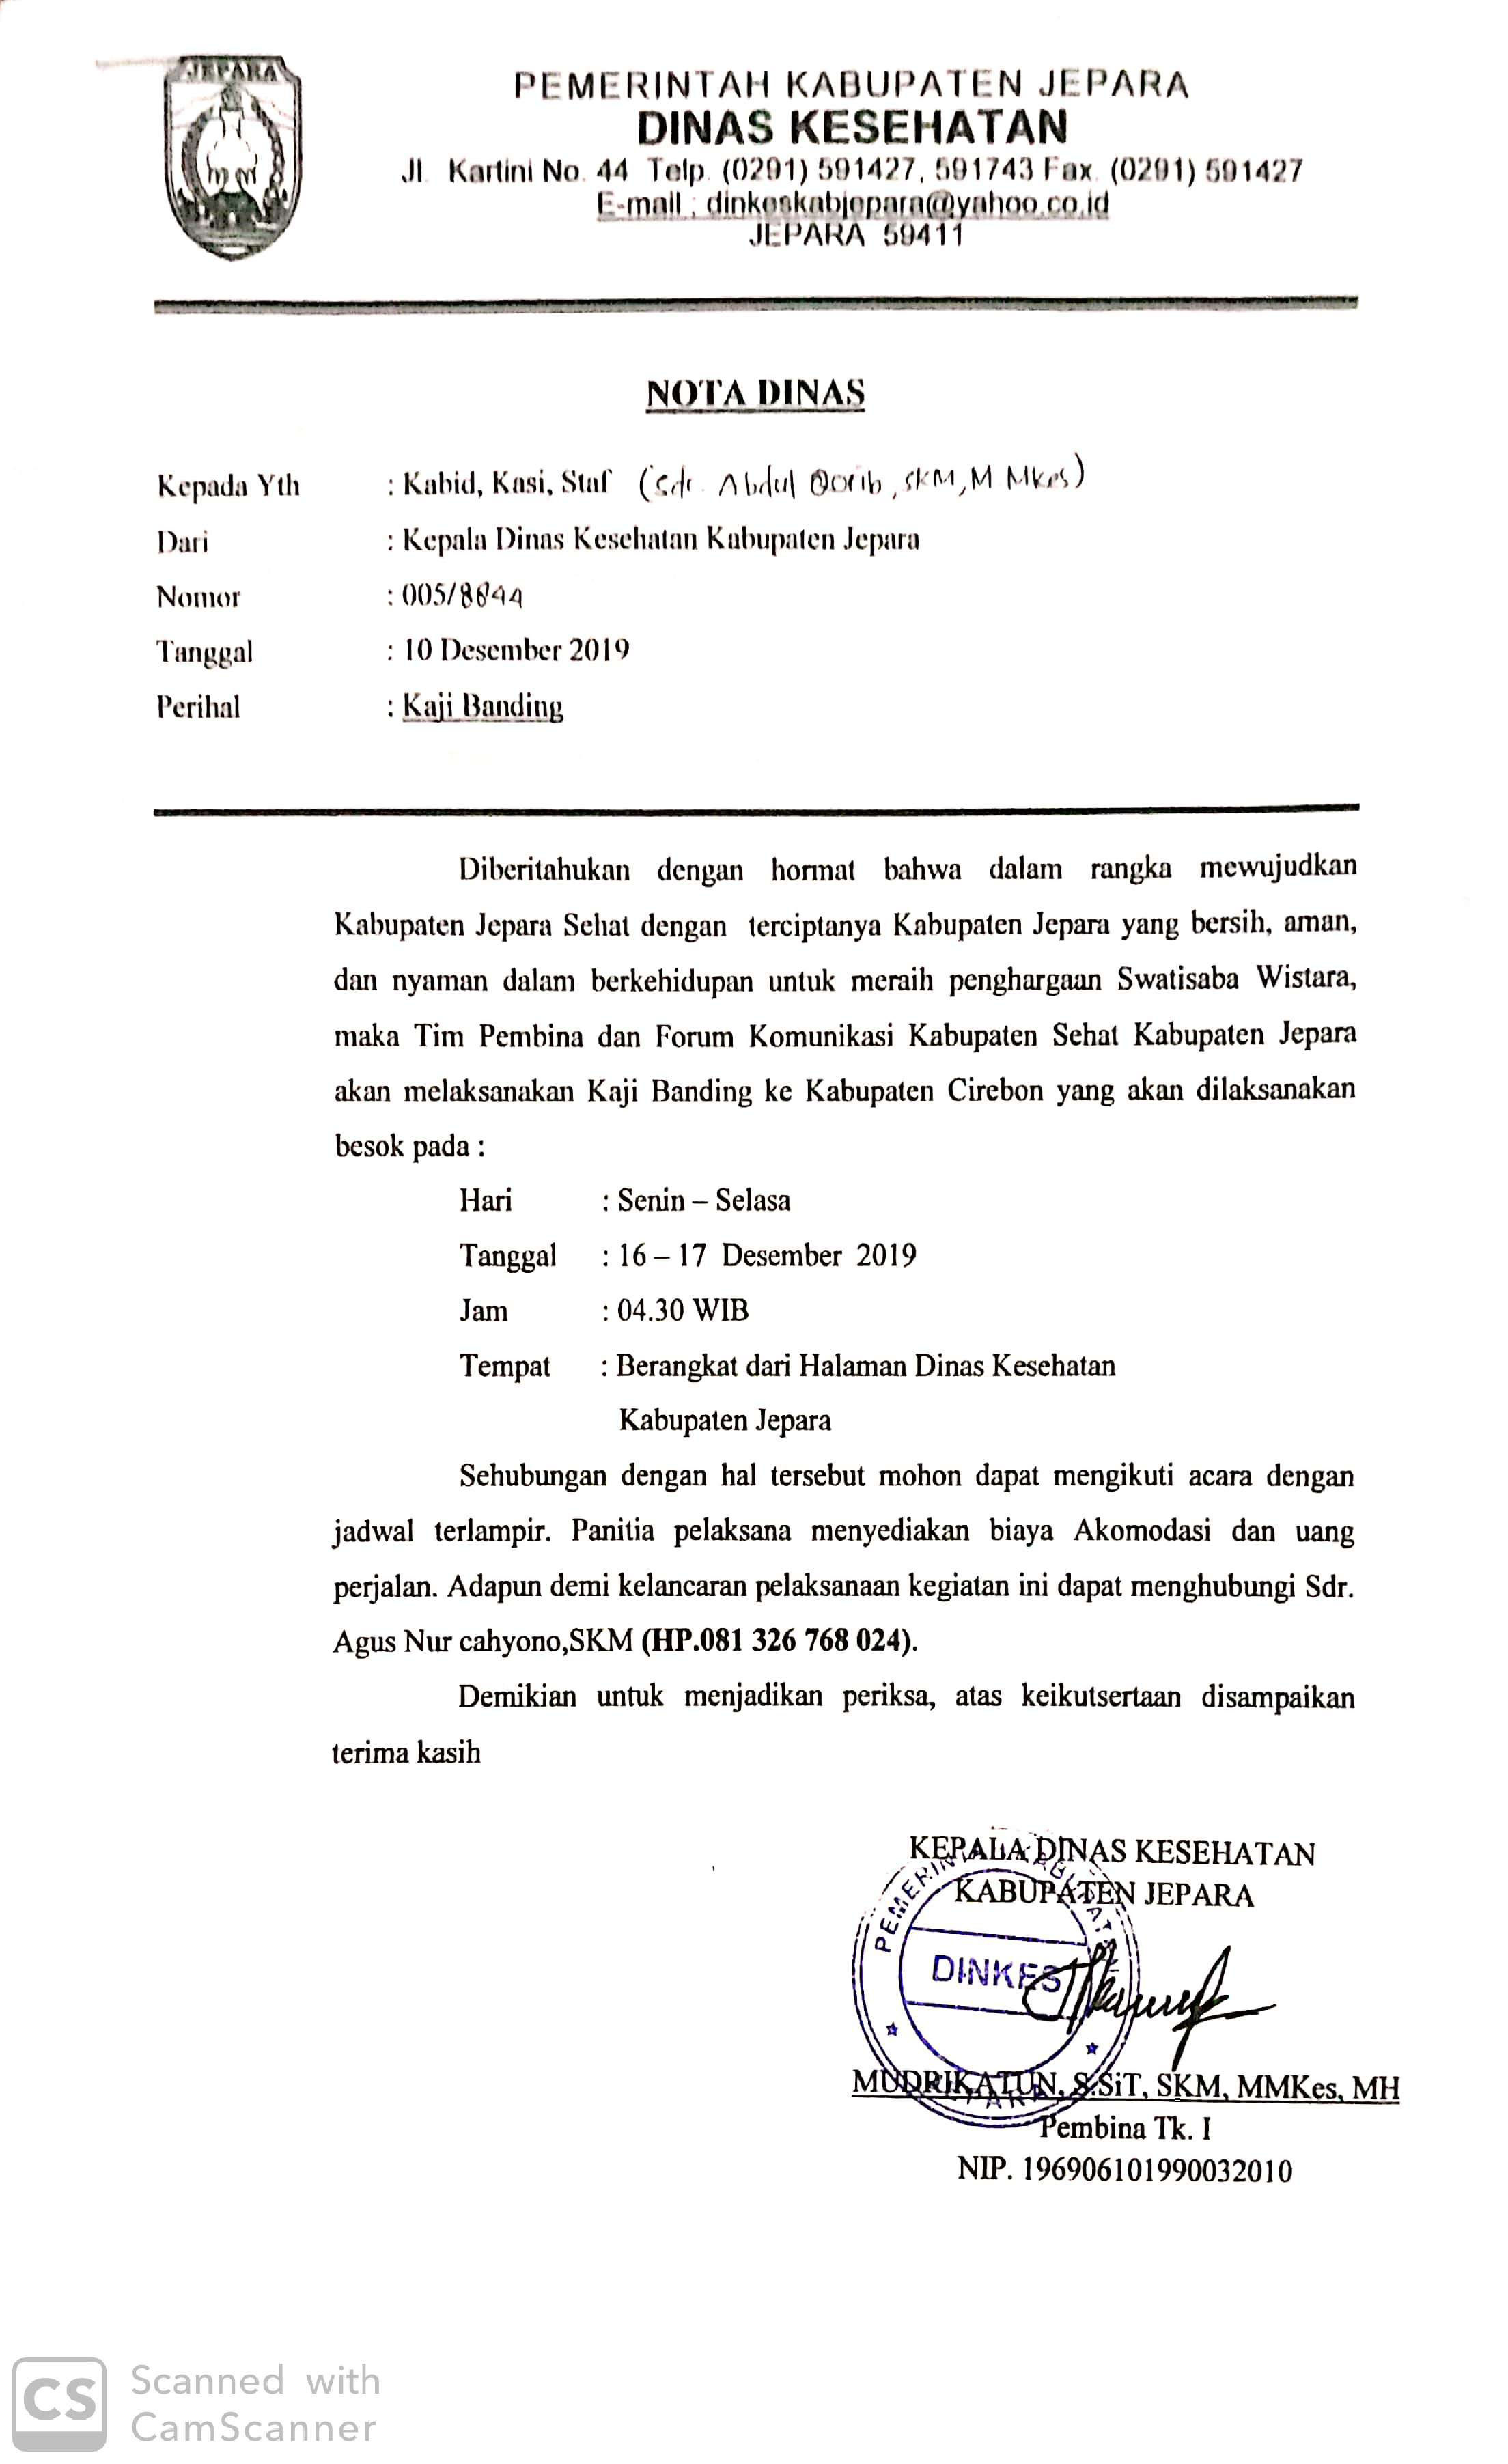 JEPARA
PEMERINTAH KABUPATEN JEPARA
DINAS KESEHATAN
Jl. Kartini No. 44 Telp. (0291) 591427, 591743 Fax. (0291) 591427
E-mail : dinkeskabjepara@yahoo.co.id
JEPARA 59411
NOTA DINAS
Kepada Yth : Kabid, Kasi, Staf (Sdr. Abdul Qorib, SKM, M MKes)
Dari : Kepala Dinas Kesehatan Kabupaten Jepara
Nomor : 005/8844
Tanggal : 10 Desember 2019
Perihal : Kaji Banding
Diberitahukan dengan hormat bahwa dalam rangka mewujudkan
Kabupaten Jepara Sehat dengan terciptanya Kabupaten Jepara yang bersih, aman,
dan nyaman dalam berkehidupan untuk meraih penghargaan Swatisaba Wistara,
maka Tim Pembina dan Forum Komunikasi Kabupaten Sehat Kabupaten Jepara
akan melaksanakan Kaji Banding ke Kabupaten Cirebon yang akan dilaksanakan
besok pada :
Hari : Senin – Selasa
Tanggal : 16 – 17 Desember 2019
Jam : 04.30 WIB
Tempat : Berangkat dari Halaman Dinas Kesehatan
Kabupaten Jepara
Sehubungan dengan hal tersebut mohon dapat mengikuti acara dengan
jadwal terlampir. Panitia pelaksana menyediakan biaya Akomodasi dan uang
perjalan. Adapun demi kelancaran pelaksanaan kegiatan ini dapat menghubungi Sdr.
Agus Nur cahyono,SKM (HP.081 326 768 024).
Demikian untuk menjadikan periksa, atas keikutsertaan disampaikan
terima kasih
KEPALA DINAS KESEHATAN
KABUPATEN JEPARA
PEMERINTAH KABUPATEN
DINKES
JEPARA
MUDRIKATUN, S.SiT, SKM, MMKes, MH
Pembina Tk. I
NIP. 196906101990032010
CS Scanned with
CamScanner